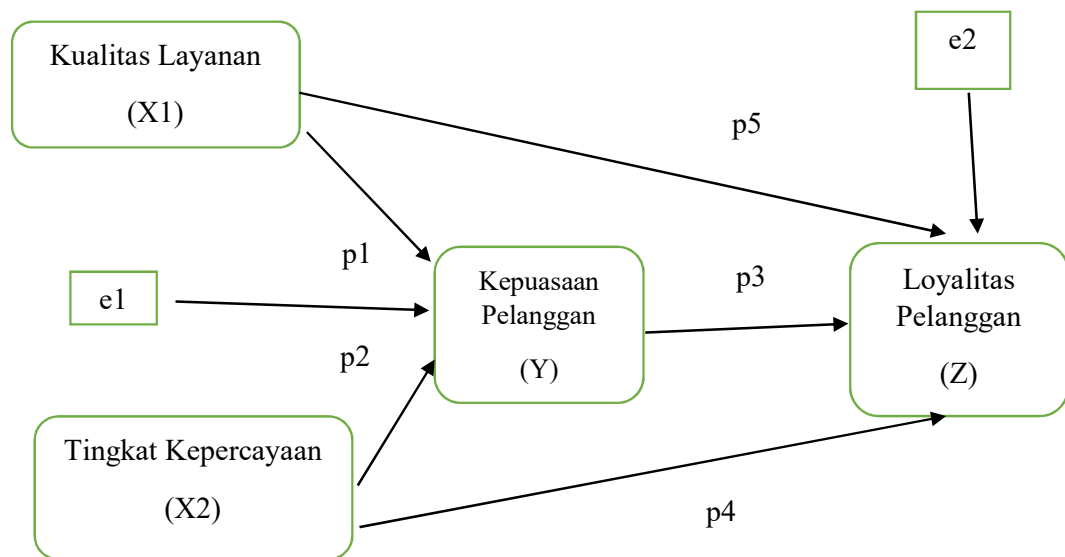 Kualitas Layanan
(X1)
e2
p5
p1
e1
Kepuasaan
Pelanggan
(Y)
p3
Loyalitas
Pelanggan
(Z)
p2
Tingkat Kepercayaan
(X2)
p4